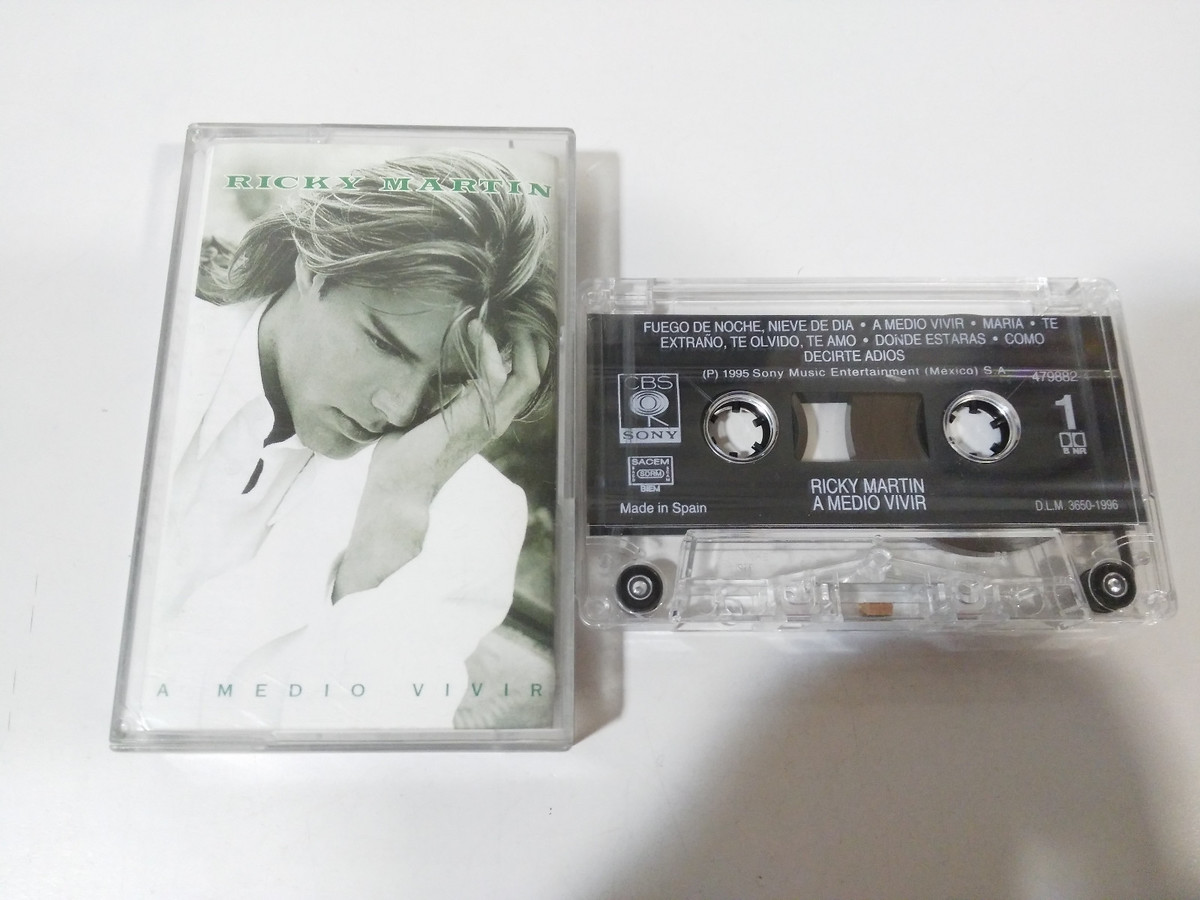 RICKY MARTIN
A MEDIO VIVIR
FUEGO DE NOCHE, NIEVE DE DIA • A MEDIO VIVIR • MARIA • TE
EXTRAÑO, TE OLVIDO, TE AMO • DONDE ESTARAS • COMO
DECIRTE ADIOS
(P) 1995 Sony Music Entertainment (México) S.A.
479882
CBS
SONY
1
B NR
SACEM
SDRM
BIEM
RICKY MARTIN
A MEDIO VIVIR
Made in Spain
D.L.M. 3650-1996